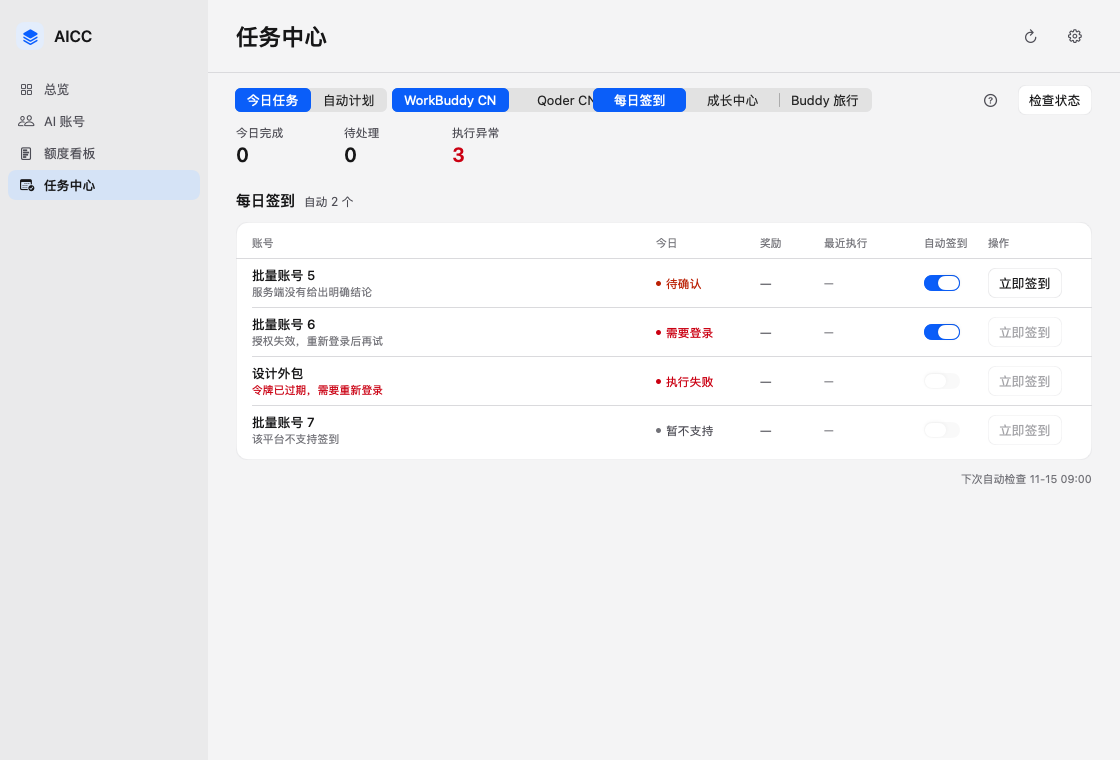 AICC
总览
AI 账号
额度看板
任务中心
任务中心
今日任务 自动计划 WorkBuddy CN Qoder CN 每日签到 成长中心 Buddy 旅行 检查状态
今日完成 待处理 执行异常
0 0 3
每日签到 自动 2 个
账号 今日 奖励 最近执行 自动签到 操作
批量账号 5
服务端没有给出明确结论
待确认 — — 立即签到
批量账号 6
授权失效，重新登录后再试
需要登录 — — 立即签到
设计外包
令牌已过期，需要重新登录
执行失败 — — 立即签到
批量账号 7
该平台不支持签到
暂不支持 — — 立即签到
下次自动检查 11-15 09:00